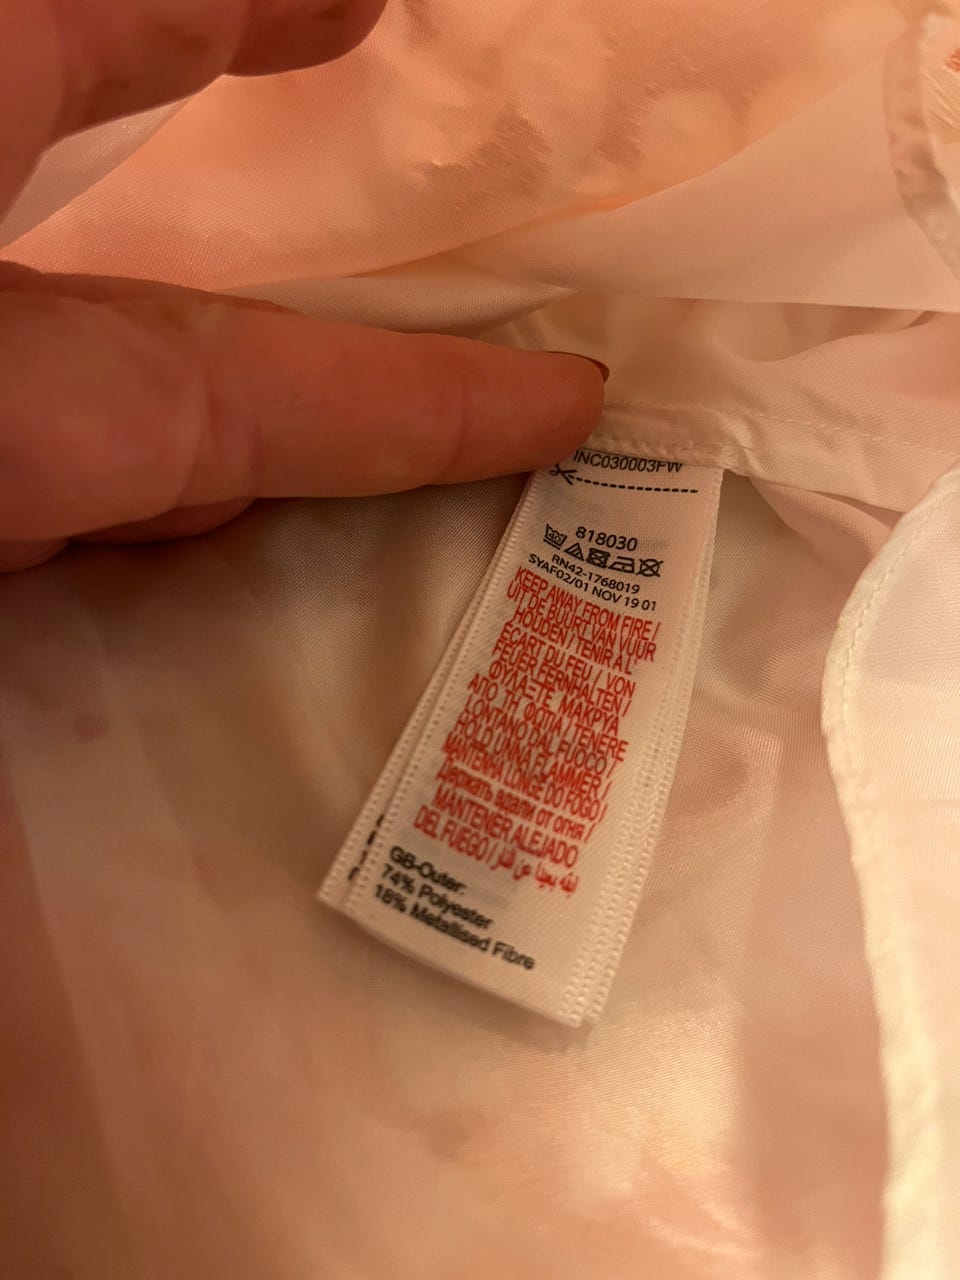 INC030003FW
818030
40
RN42-1768019
SYAF02/01 NOV 19 01
KEEP AWAY FROM FIRE /
UIT DE BUURT VAN VUUR
HOUDEN / TENIR A L'
ECART DU FEU / VON
FEUER FERNHALTEN /
ΦΥΛΑΞΤΕ ΜΑΚΡΥΑ
ΑΠΟ ΤΗ ΦΩΤΙΑ / TENERE
LONTANO DAL FUOCO /
HOLD UNNA FLAMMER /
MANTENHA LONGE DO FOGO /
Держать вдали от огня /
MANTENER ALEJADO
DEL FUEGO /
GB-Outer:
74% Polyester
18% Metallised Fibre